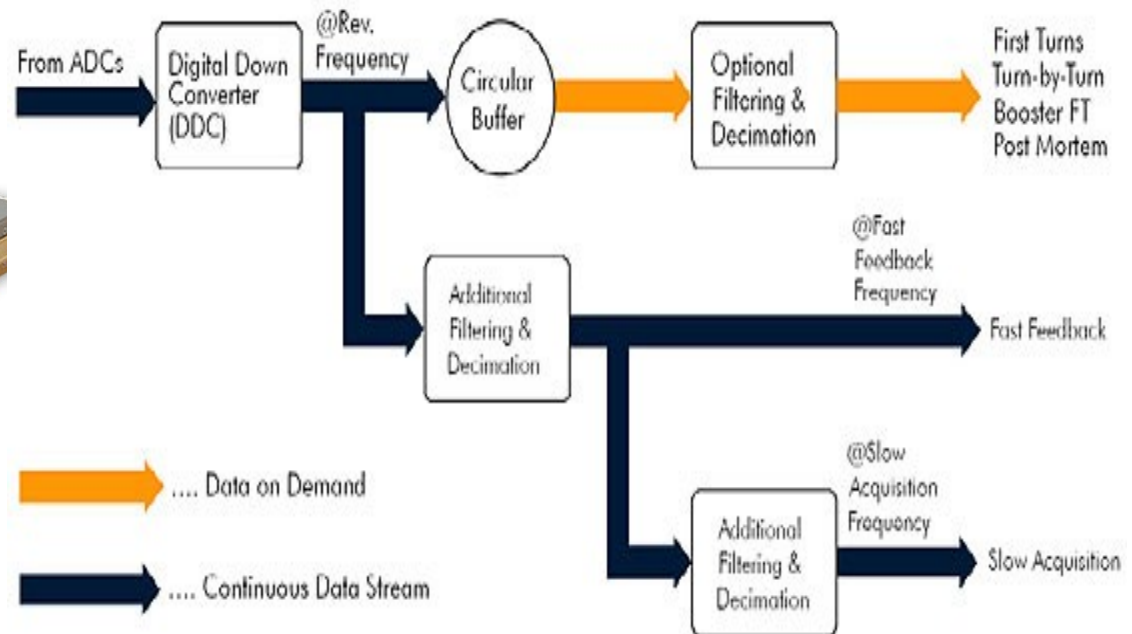 From ADCs
Digital Down
Converter
(DDC)
@Rev.
Frequency
Circular
Buffer
Optional
Filtering &
Decimation
First Turns
Turn-by-Turn
Booster FT
Post Mortem
Additional
Filtering &
Decimation
@Fast
Feedback
Frequency
Fast Feedback
.... Data on Demand
.... Continuous Data Stream
Additional
Filtering &
Decimation
@Slow
Acquisition
Frequency
Slow Acquisition